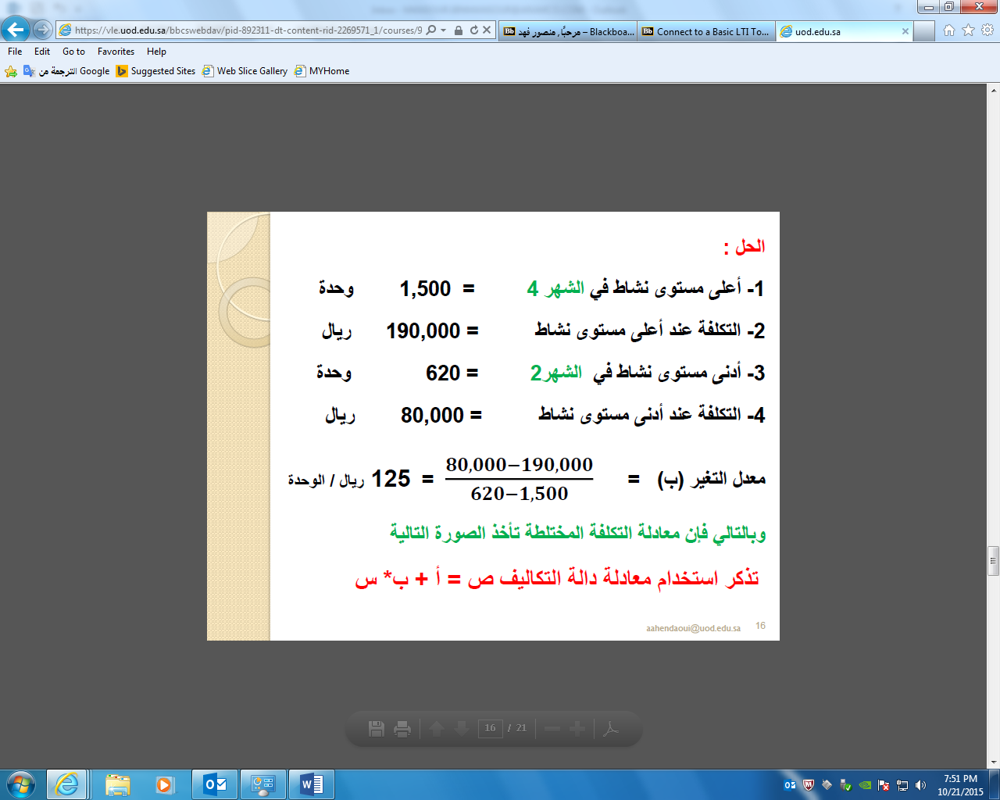 https://vle.uod.edu.sa/bbcswebdav/pid-892311-dt-content-rid-2269571_1/courses/9
مرحبًا, منصور فهد – Blackboa...
Connect to a Basic LTI To...
uod.edu.sa
File Edit Go to Favorites Help
الترجمة من Google Suggested Sites Web Slice Gallery MYHome
الحل :
1- أعلى مستوى نشاط في الشهر 4 = 1,500 وحدة
2- التكلفة عند أعلى مستوى نشاط = 190,000 ريال
3- أدنى مستوى نشاط في الشهر2 = 620 وحدة
4- التكلفة عند أدنى مستوى نشاط = 80,000 ريال
معدل التغير (ب) = 80,000−190,000 / 620−1,500 = 125 ريال / الوحدة
وبالتالي فإن معادلة التكلفة المختلطة تأخذ الصورة التالية
تذكر استخدام معادلة دالة التكاليف ص = أ + ب* س
aahendaoui@uod.edu.sa 16
16 / 21
7:51 PM
10/21/2015